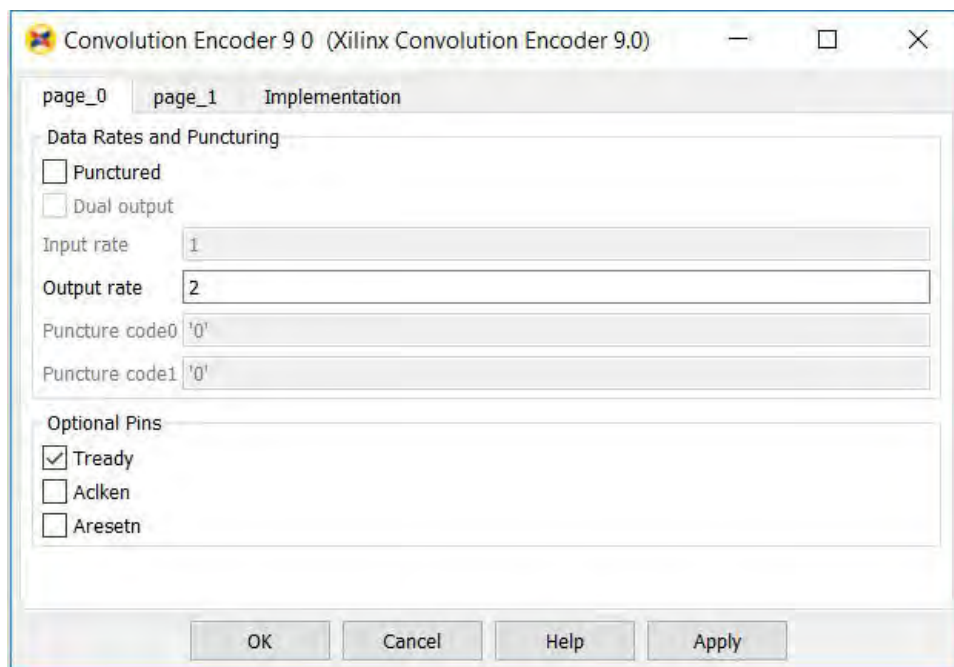 Convolution Encoder 9 0 (Xilinx Convolution Encoder 9.0)
page_0 page_1 Implementation
Data Rates and Puncturing
Punctured
Dual output
Input rate 1
Output rate 2
Puncture code0 '0'
Puncture code1 '0'
Optional Pins
Tready
Aclken
Aresetn
OK Cancel Help Apply